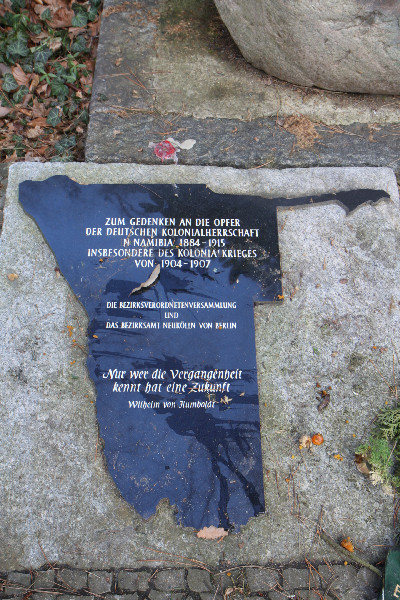 ZUM GEDENKEN AN DIE OPFER
DER DEUTSCHEN KOLONIALHERRSCHAFT
IN NAMIBIA 1884-1915
INSBESONDERE DES KOLONIALKRIEGES
VON 1904-1907
DIE BEZIRKSVERORDNETENVERSAMMLUNG
UND
DAS BEZIRKSAMT NEUKÖLLN VON BERLIN
Nur wer die Vergangenheit
kennt hat eine Zukunft
Wilhelm von Humboldt